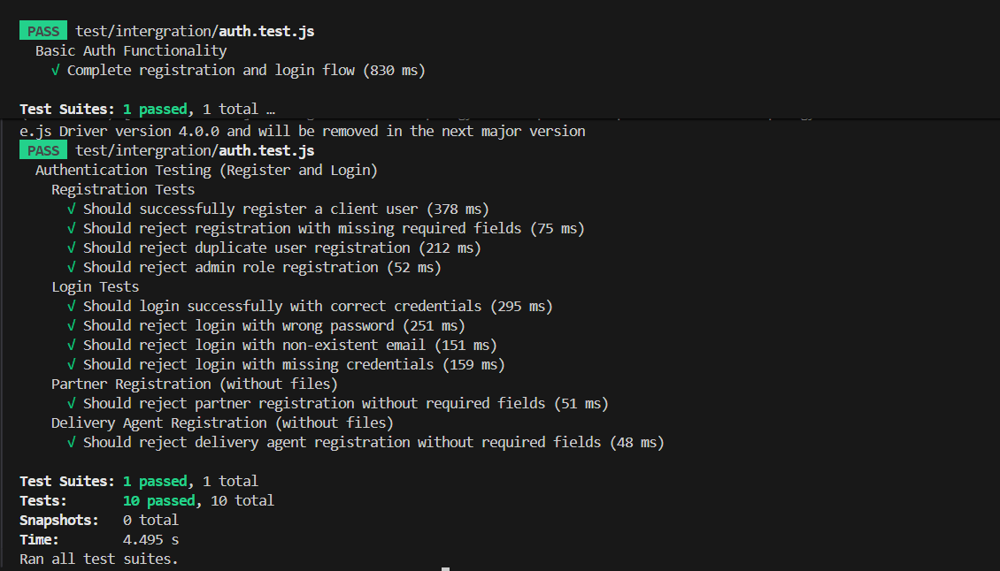 PASS test/intergration/auth.test.js
Basic Auth Functionality
√ Complete registration and login flow (830 ms)
Test Suites: 1 passed, 1 total …
e.js Driver version 4.0.0 and will be removed in the next major version
PASS test/intergration/auth.test.js
Authentication Testing (Register and Login)
Registration Tests
√ Should successfully register a client user (378 ms)
√ Should reject registration with missing required fields (75 ms)
√ Should reject duplicate user registration (212 ms)
√ Should reject admin role registration (52 ms)
Login Tests
√ Should login successfully with correct credentials (295 ms)
√ Should reject login with wrong password (251 ms)
√ Should reject login with non-existent email (151 ms)
√ Should reject login with missing credentials (159 ms)
Partner Registration (without files)
√ Should reject partner registration without required fields (51 ms)
Delivery Agent Registration (without files)
√ Should reject delivery agent registration without required fields (48 ms)
Test Suites: 1 passed, 1 total
Tests: 10 passed, 10 total
Snapshots: 0 total
Time: 4.495 s
Ran all test suites.